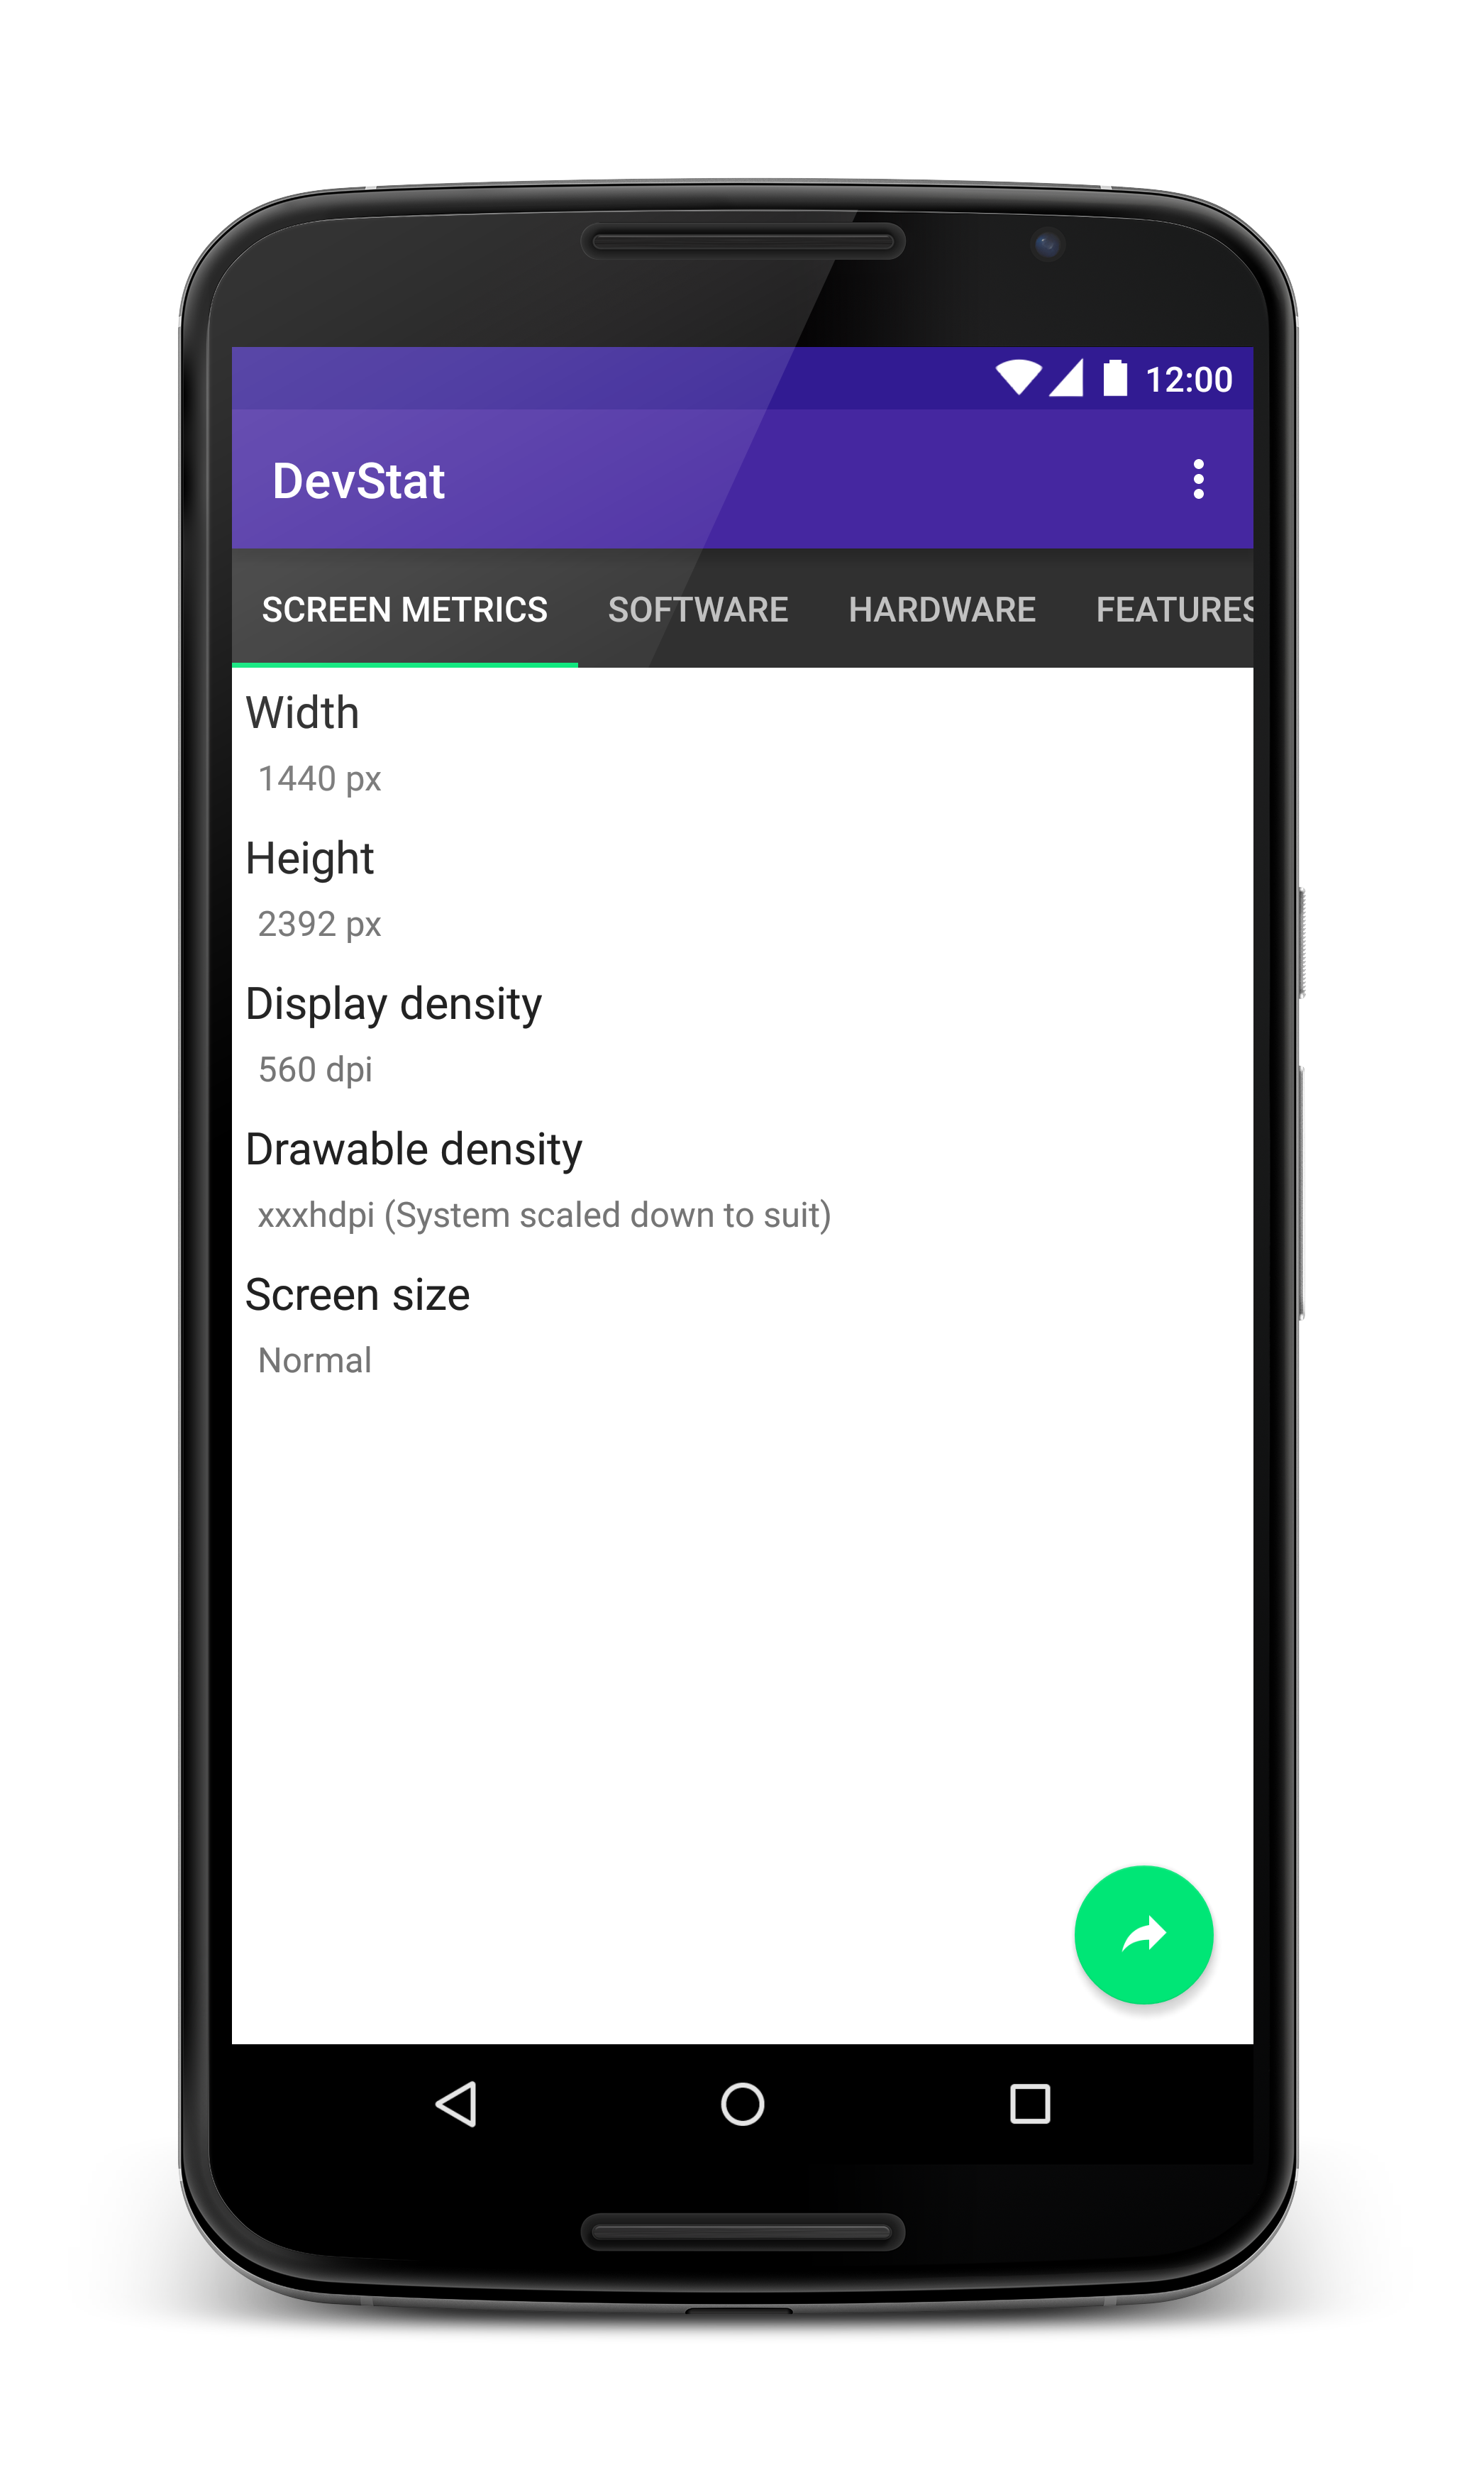 12:00
DevStat
SCREEN METRICS SOFTWARE HARDWARE FEATURES
Width
1440 px
Height
2392 px
Display density
560 dpi
Drawable density
xxxhdpi (System scaled down to suit)
Screen size
Normal